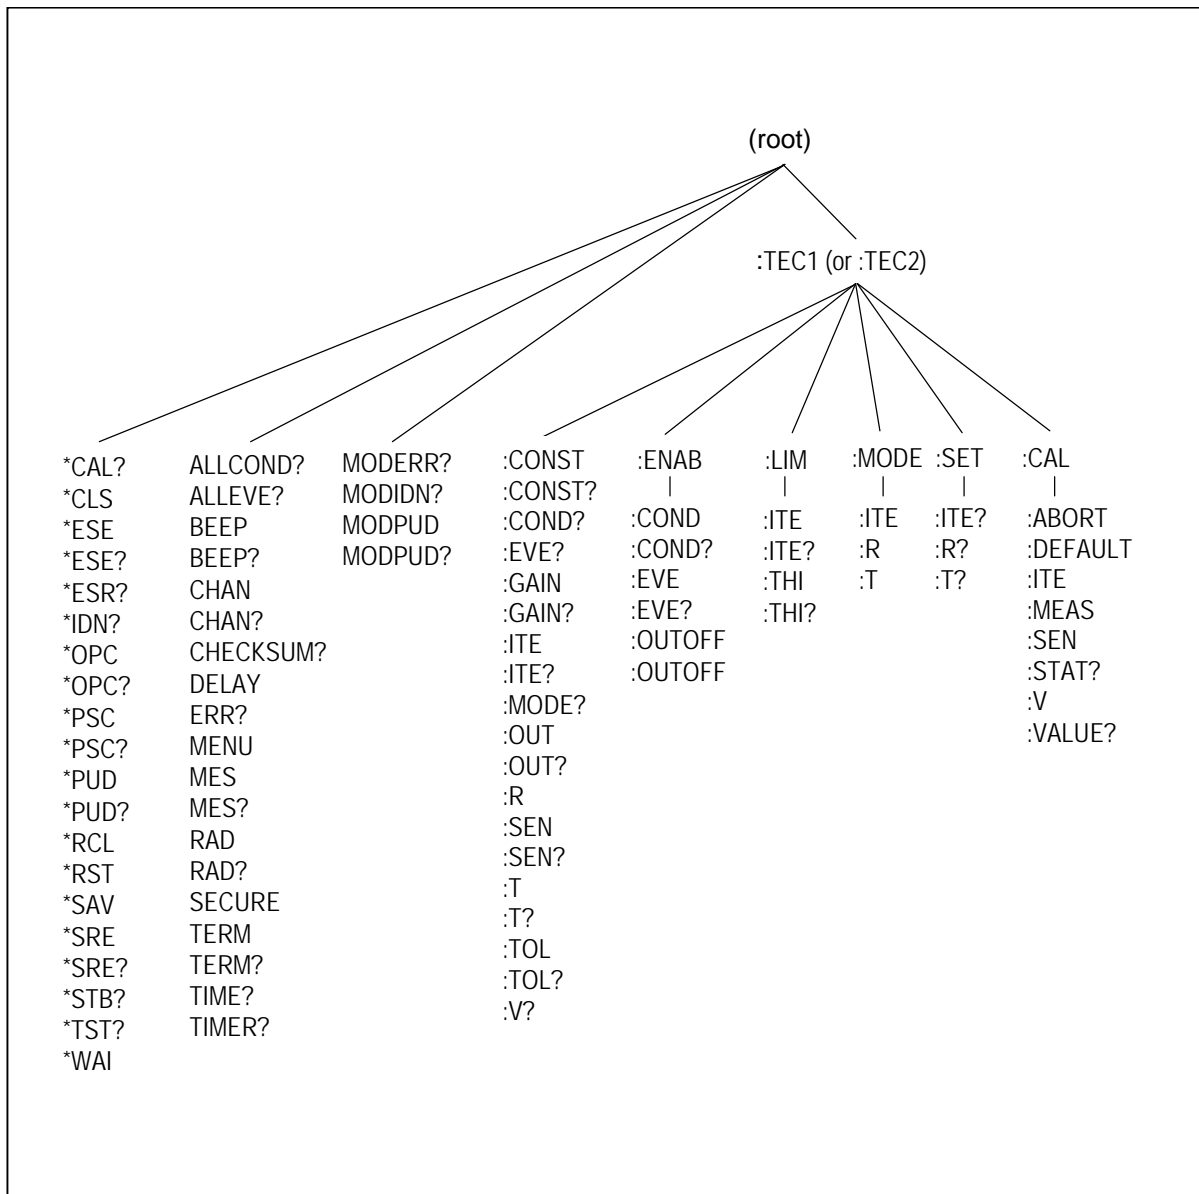 (root)
:TEC1 (or :TEC2)
*CAL?
*CLS
*ESE
*ESE?
*ESR?
*IDN?
*OPC
*OPC?
*PSC
*PSC?
*PUD
*PUD?
*RCL
*RST
*SAV
*SRE
*SRE?
*STB?
*TST?
*WAI
ALLCOND?
ALLEVE?
BEEP
BEEP?
CHAN
CHAN?
CHECKSUM?
DELAY
ERR?
MENU
MES
MES?
RAD
RAD?
SECURE
TERM
TERM?
TIME?
TIMER?
MODERR?
MODIDN?
MODPUD
MODPUD?
:CONST
:CONST?
:COND?
:EVE?
:GAIN
:GAIN?
:ITE
:ITE?
:MODE?
:OUT
:OUT?
:R
:SEN
:SEN?
:T
:T?
:TOL
:TOL?
:V?
:ENAB
:COND
:COND?
:EVE
:EVE?
:OUTOFF
:OUTOFF
:LIM
:ITE
:ITE?
:THI
:THI?
:MODE
:ITE
:R
:T
:SET
:ITE?
:R?
:T?
:CAL
:ABORT
:DEFAULT
:ITE
:MEAS
:SEN
:STAT?
:V
:VALUE?